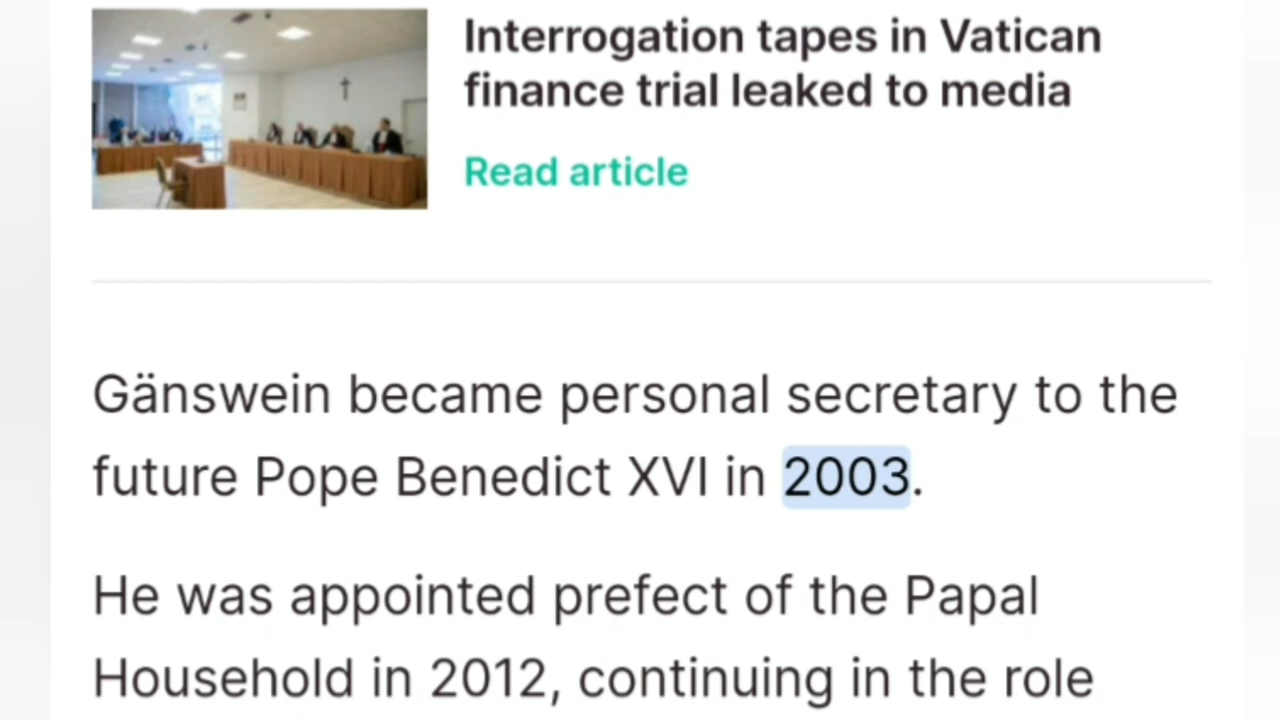 Interrogation tapes in Vatican
finance trial leaked to media
Read article
Gänswein became personal secretary to the
future Pope Benedict XVI in 2003.
He was appointed prefect of the Papal
Household in 2012, continuing in the role